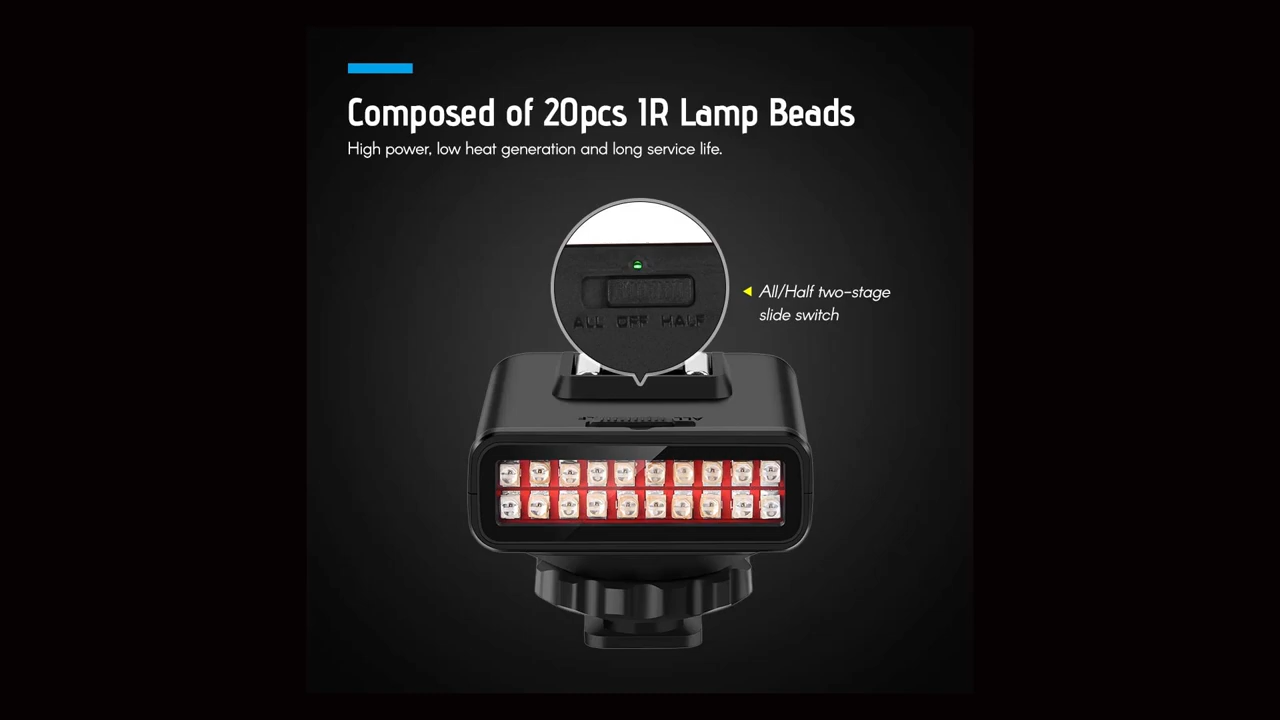 Composed of 20pcs IR Lamp Beads
High power, low heat generation and long service life.
All/Half two-stage
slide switch
ALL OFF HALF